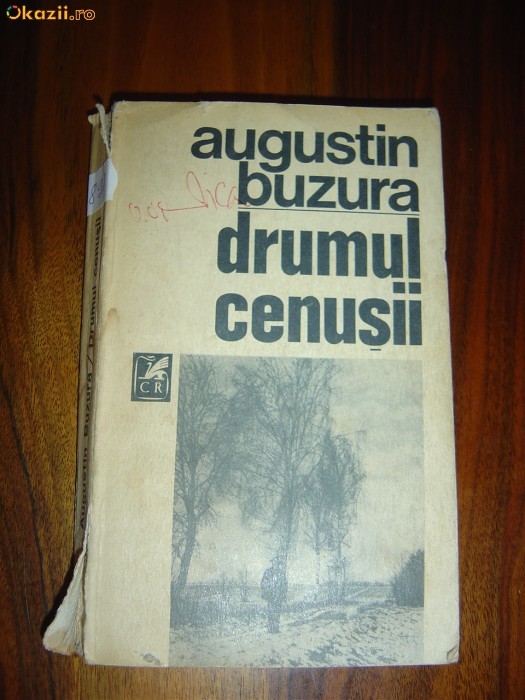 Okazii.ro
augustin
buzura
drumul
cenușii
CR
Augustin Buzura / Drumul cenușii